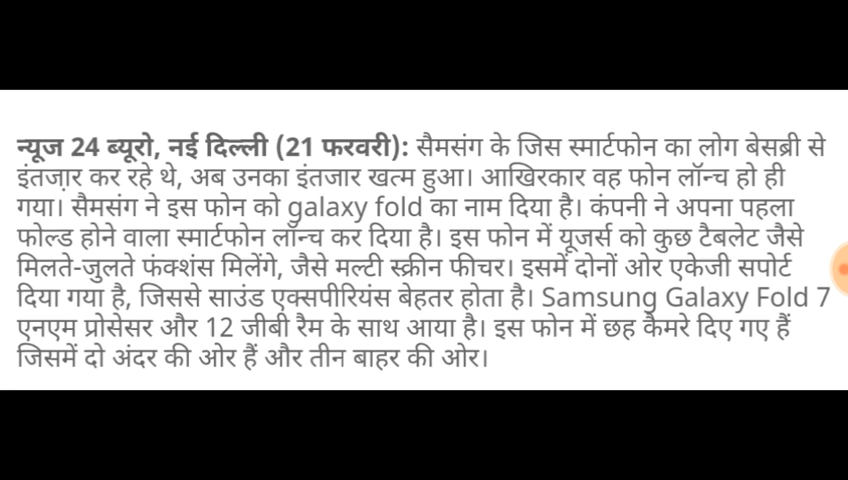 न्यूज 24 ब्यूरो, नई दिल्ली (21 फरवरी): सैमसंग के जिस स्मार्टफोन का लोग बेसब्री से
इंतजा़र कर रहे थे, अब उनका इंतजार खत्म हुआ। आखिरकार वह फोन लॉन्च हो ही
गया। सैमसंग ने इस फोन को galaxy fold का नाम दिया है। कंपनी ने अपना पहला
फोल्ड होने वाला स्मार्टफोन लॉन्च कर दिया है। इस फोन में यूजर्स को कुछ टैबलेट जैसे
मिलते-जुलते फंक्शंस मिलेंगे, जैसे मल्टी स्क्रीन फीचर। इसमें दोनों ओर एकेजी सपोर्ट
दिया गया है, जिससे साउंड एक्सपीरियंस बेहतर होता है। Samsung Galaxy Fold 7
एनएम प्रोसेसर और 12 जीबी रैम के साथ आया है। इस फोन में छह कैमरे दिए गए हैं
जिसमें दो अंदर की ओर हैं और तीन बाहर की ओर।